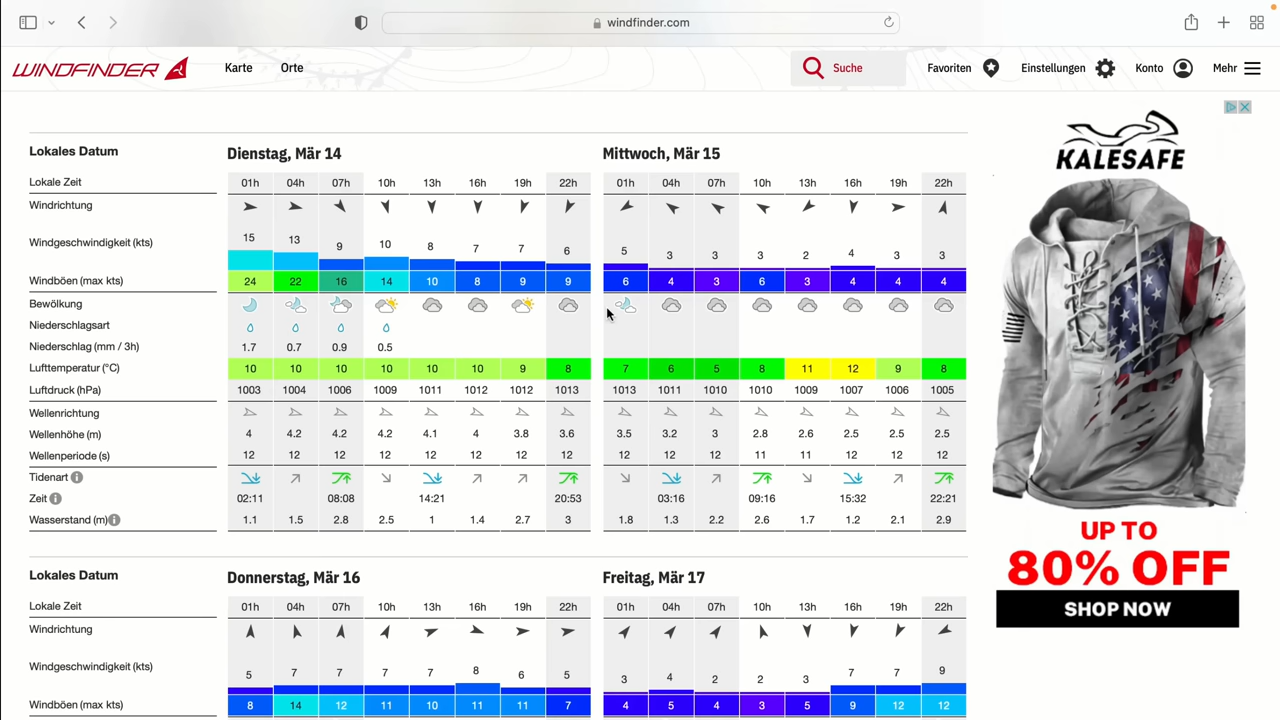 windfinder.com
WINDFINDER Karte Orte Suche Favoriten Einstellungen Konto Mehr
Lokales Datum Dienstag, Mär 14 Mittwoch, Mär 15
Lokale Zeit 01h 04h 07h 10h 13h 16h 19h 22h 01h 04h 07h 10h 13h 16h 19h 22h
Windrichtung
Windgeschwindigkeit (kts) 15 13 9 10 8 7 7 6 5 3 3 3 2 4 3 3
Windböen (max kts) 24 22 16 14 10 8 9 9 6 4 3 6 3 4 4 4
Bewölkung
Niederschlagsart
Niederschlag (mm / 3h) 1.7 0.7 0.9 0.5
Lufttemperatur (°C) 10 10 10 10 10 10 9 8 7 6 5 8 11 12 9 8
Luftdruck (hPa) 1003 1004 1006 1009 1011 1012 1012 1013 1013 1011 1010 1010 1009 1007 1006 1005
Wellenrichtung
Wellenhöhe (m) 4 4.2 4.2 4.2 4.1 4 3.8 3.6 3.5 3.2 3 2.8 2.6 2.5 2.5 2.5
Wellenperiode (s) 12 12 12 12 12 12 12 12 12 12 12 11 11 12 12 12
Tidenart
Zeit 02:11 08:08 14:21 20:53 03:16 09:16 15:32 22:21
Wasserstand (m) 1.1 1.5 2.8 2.5 1 1.4 2.7 3 1.8 1.3 2.2 2.6 1.7 1.2 2.1 2.9
Lokales Datum Donnerstag, Mär 16 Freitag, Mär 17
Lokale Zeit 01h 04h 07h 10h 13h 16h 19h 22h 01h 04h 07h 10h 13h 16h 19h 22h
Windrichtung
Windgeschwindigkeit (kts) 5 7 7 7 7 8 6 5 3 4 2 2 3 7 7 9
Windböen (max kts) 8 14 12 11 10 11 11 7 4 5 4 3 5 9 12 12
KALESAFE
UP TO
80% OFF
SHOP NOW